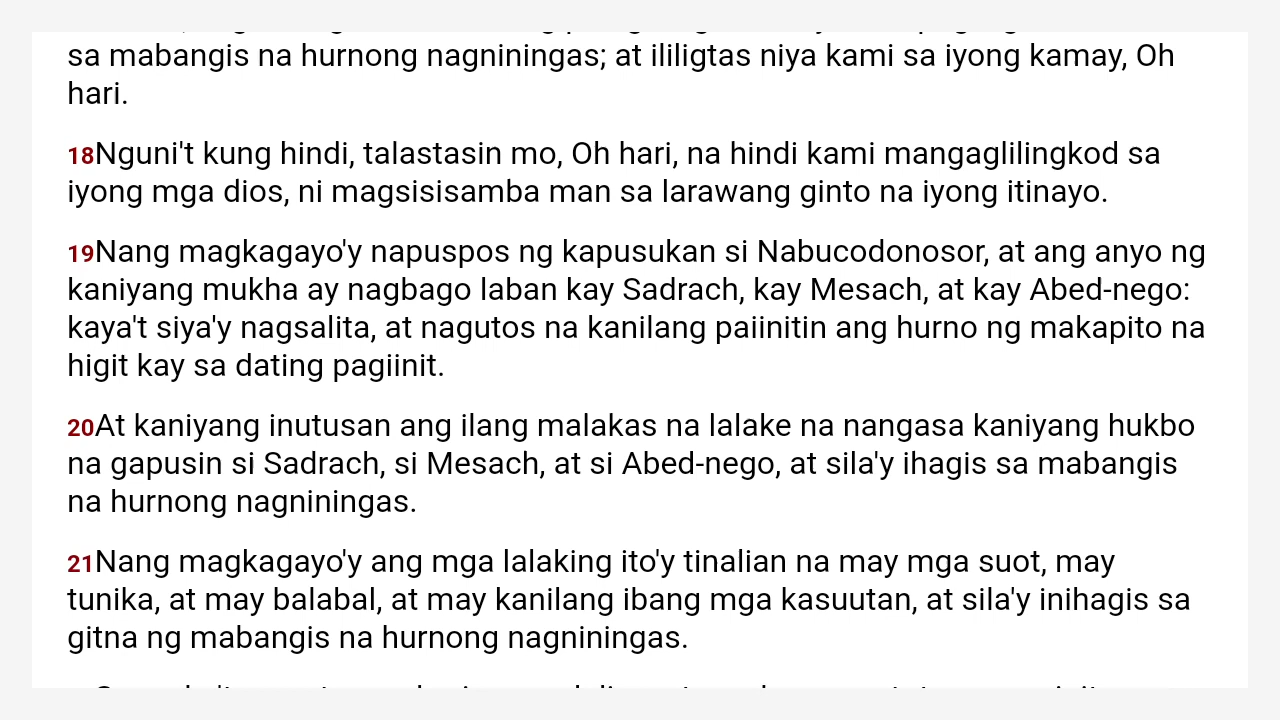 sa mabangis na hurnong nagniningas; at ililigtas niya kami sa iyong kamay, Oh
hari.
18Nguni't kung hindi, talastasin mo, Oh hari, na hindi kami mangaglilingkod sa
iyong mga dios, ni magsisisamba man sa larawang ginto na iyong itinayo.
19Nang magkagayo'y napuspos ng kapusukan si Nabucodonosor, at ang anyo ng
kaniyang mukha ay nagbago laban kay Sadrach, kay Mesach, at kay Abed-nego:
kaya't siya'y nagsalita, at nagutos na kanilang paiinitin ang hurno ng makapito na
higit kay sa dating pagiinit.
20At kaniyang inutusan ang ilang malakas na lalake na nangasa kaniyang hukbo
na gapusin si Sadrach, si Mesach, at si Abed-nego, at sila'y ihagis sa mabangis
na hurnong nagniningas.
21Nang magkagayo'y ang mga lalaking ito'y tinalian na may mga suot, may
tunika, at may balabal, at may kanilang ibang mga kasuutan, at sila'y inihagis sa
gitna ng mabangis na hurnong nagniningas.